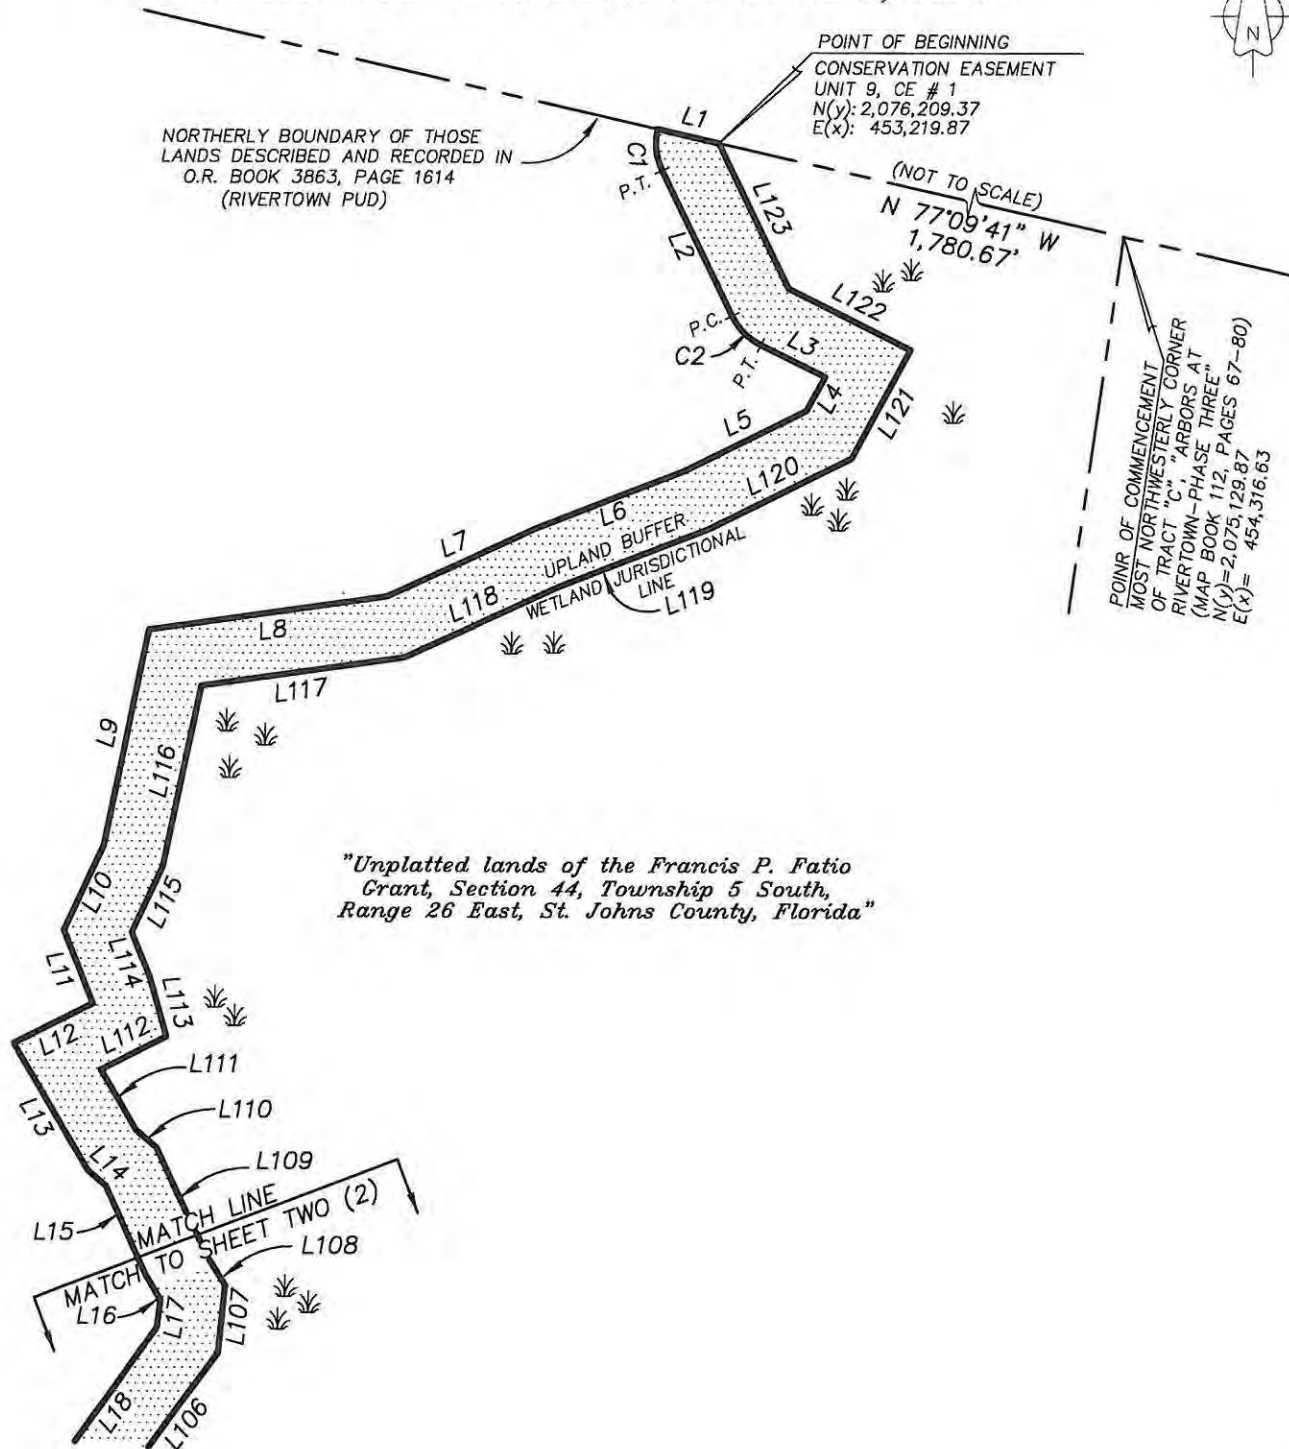 N
POINT OF BEGINNING
CONSERVATION EASEMENT
UNIT 9, CE # 1
N(y): 2,076,209.37
E(x): 453,219.87
NORTHERLY BOUNDARY OF THOSE
LANDS DESCRIBED AND RECORDED IN
O.R. BOOK 3863, PAGE 1614
(RIVERTOWN PUD)
L1
C1
P.T.
L123
L2
(NOT TO SCALE)
N 77°09'41" W
1,780.67'
L122
P.C.
C2
P.T.
L3
L4
L121
L5
L120
POINR OF COMMENCEMENT
MOST NORTHWESTERLY CORNER
OF TRACT "C", "ARBORS AT
RIVERTOWN-PHASE THREE"
(MAP BOOK 112, PAGES 67-80)
N(y)=2,075,129.87
E(x)= 454,316.63
L6
L7
UPLAND BUFFER
WETLAND JURISDICTIONAL
LINE
L119
L118
L8
L117
L9
L116
"Unplatted lands of the Francis P. Fatio
Grant, Section 44, Township 5 South,
Range 26 East, St. Johns County, Florida"
L10
L115
L11
L114
L113
L12
L112
L111
L13
L110
L14
L109
L15
MATCH LINE
MATCH TO SHEET TWO (2)
L108
L16
L17
L107
L18
L106